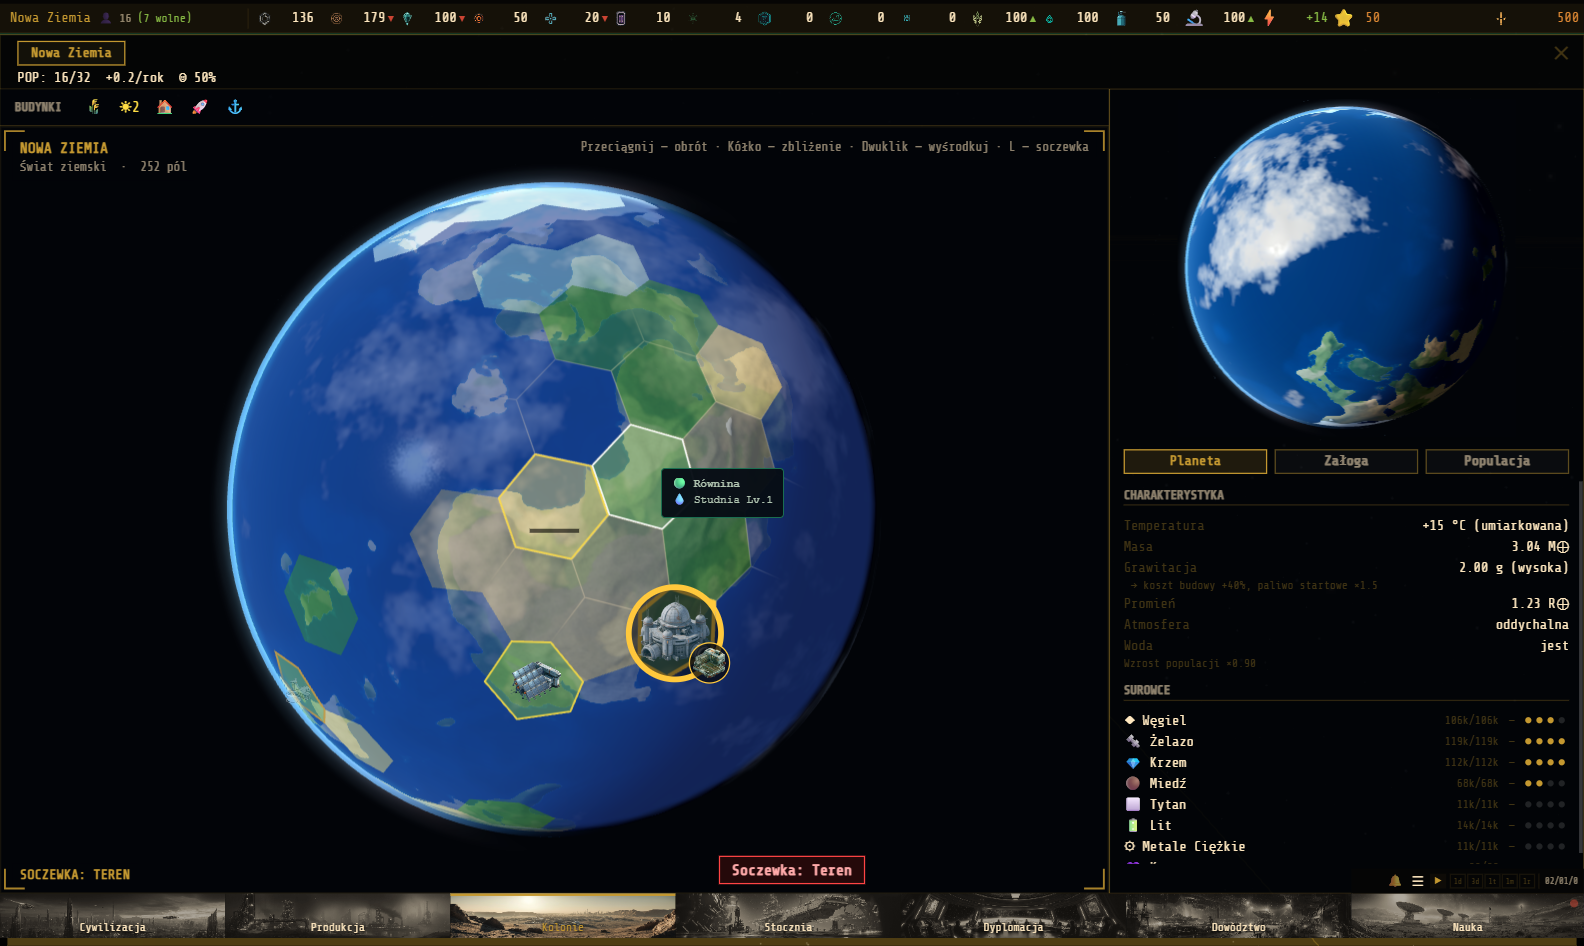 Nowa Ziemia 16 (7 wolne) 136 179▼ 100▼ 50 20▼ 10 4 0 0 0 100▲ 100 50 100▲ +14 50 500
Nowa Ziemia
POP: 16/32 +0.2/rok 50%
BUDYNKI 2
NOWA ZIEMIA
Świat ziemski · 252 pól
Przeciągnij — obrót · Kółko — zbliżenie · Dwuklik — wyśrodkuj · L — soczewka
Równina
Studnia Lv.1
SOCZEWKA: TEREN
Soczewka: Teren
Planeta Załoga Populacja
CHARAKTERYSTYKA
Temperatura +15 °C (umiarkowana)
Masa 3.04 M⨁
Grawitacja 2.00 g (wysoka)
→ koszt budowy +40%, paliwo startowe ×1.5
Promień 1.23 R⨁
Atmosfera oddychalna
Woda jest
Wzrost populacji ×0.90
SUROWCE
Węgiel 106k/106k —
Żelazo 119k/119k —
Krzem 112k/112k —
Miedź 68k/68k —
Tytan 11k/11k —
Lit 14k/14k —
Metale Ciężkie 11k/11k —
02/01/0
Cywilizacja Produkcja Kolonie Stocznia Dyplomacja Dowództwo Nauka